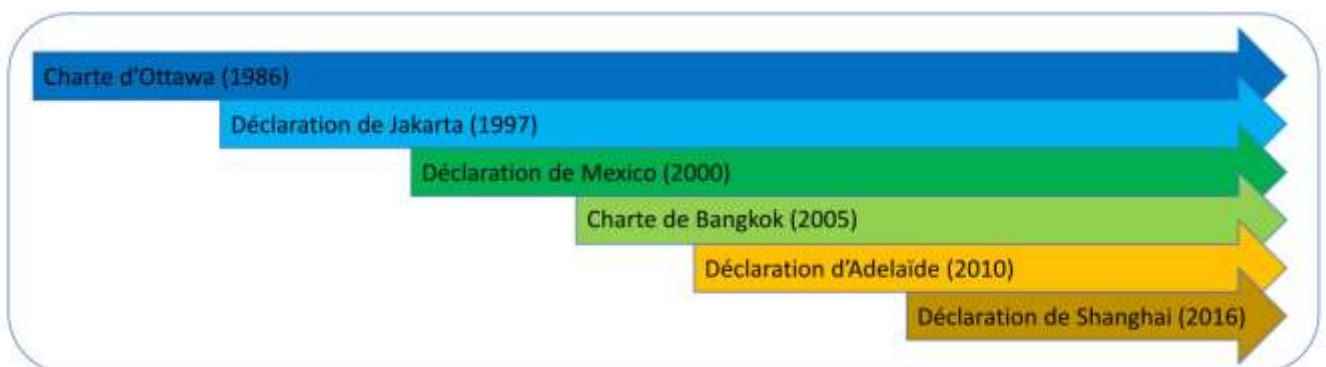 Charte d'Ottawa (1986)
Déclaration de Jakarta (1997)
Déclaration de Mexico (2000)
Charte de Bangkok (2005)
Déclaration d'Adelaïde (2010)
Déclaration de Shanghai (2016)